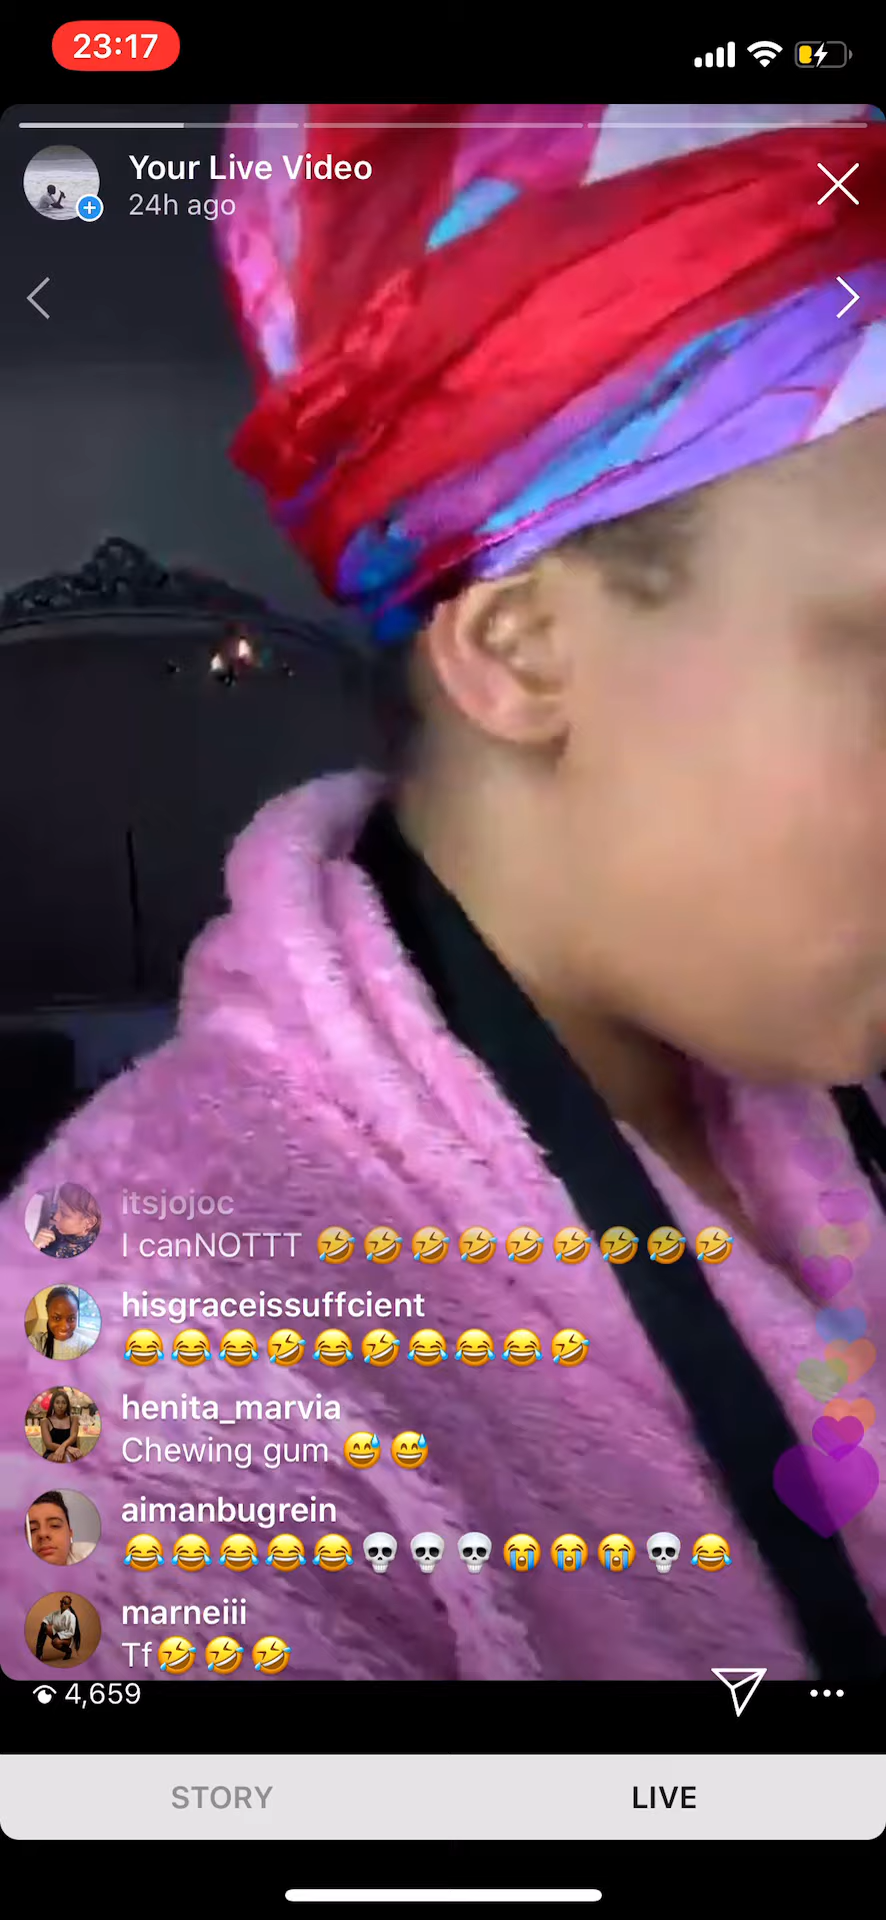 23:17
Your Live Video
24h ago
itsjojoc
I canNOTTT 🤣🤣🤣🤣🤣🤣🤣🤣🤣
hisgraceissuffcient
😂😂😂🤣😂🤣😂😂😂🤣
henita_marvia
Chewing gum 😅😅
aimanbugrein
😂😂😂😂😂💀💀💀😭😭😭💀😂
marneiii
Tf🤣🤣🤣
4,659
STORY
LIVE